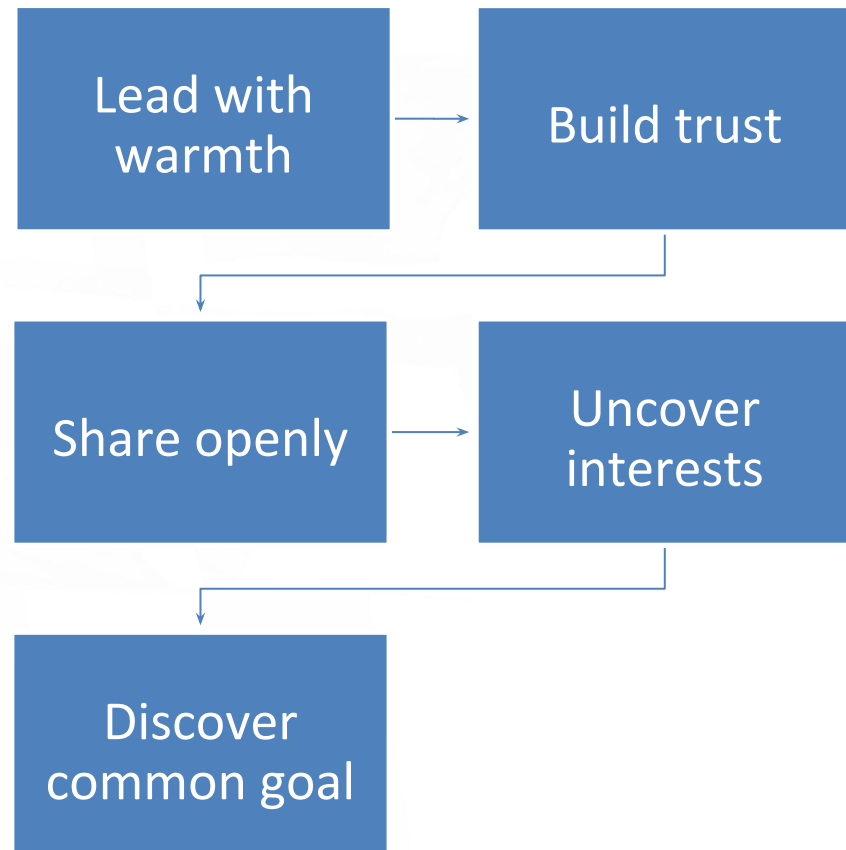 Lead with
warmth
Build trust
Share openly
Uncover
interests
Discover
common goal